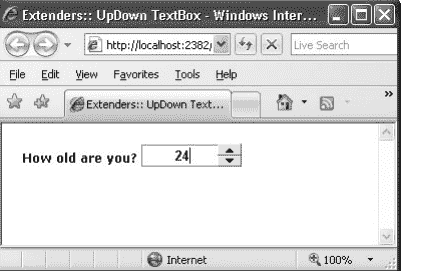 Extenders:: UpDown TextBox - Windows Inter...
http://localhost:2382/
Live Search
File Edit View Favorites Tools Help
Extenders:: UpDown Text...
»
How old are you? 24
Internet 100%